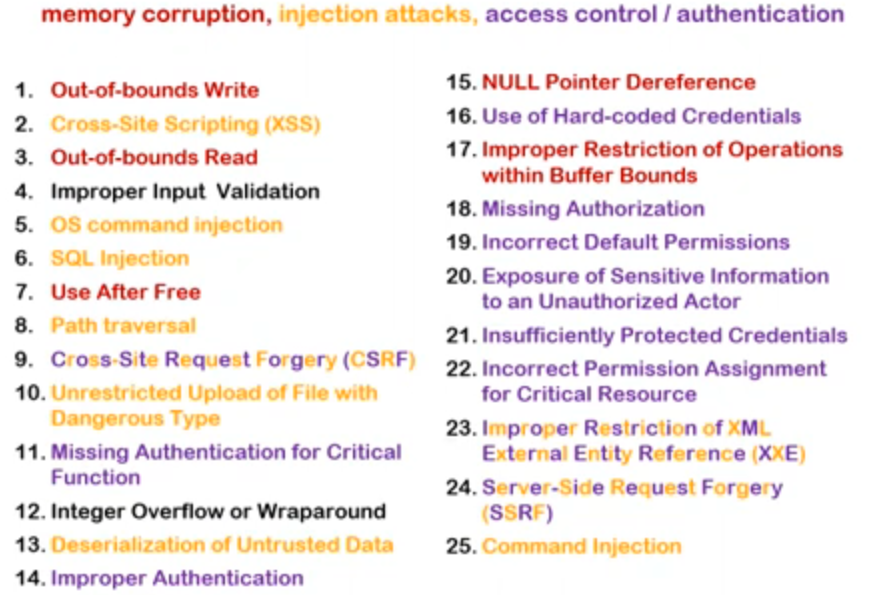 memory corruption, injection attacks, access control / authentication
1. Out-of-bounds Write
2. Cross-Site Scripting (XSS)
3. Out-of-bounds Read
4. Improper Input Validation
5. OS command injection
6. SQL Injection
7. Use After Free
8. Path traversal
9. Cross-Site Request Forgery (CSRF)
10. Unrestricted Upload of File with
Dangerous Type
11. Missing Authentication for Critical
Function
12. Integer Overflow or Wraparound
13. Deserialization of Untrusted Data
14. Improper Authentication
15. NULL Pointer Dereference
16. Use of Hard-coded Credentials
17. Improper Restriction of Operations
within Buffer Bounds
18. Missing Authorization
19. Incorrect Default Permissions
20. Exposure of Sensitive Information
to an Unauthorized Actor
21. Insufficiently Protected Credentials
22. Incorrect Permission Assignment
for Critical Resource
23. Improper Restriction of XML
External Entity Reference (XXE)
24. Server-Side Request Forgery
(SSRF)
25. Command Injection